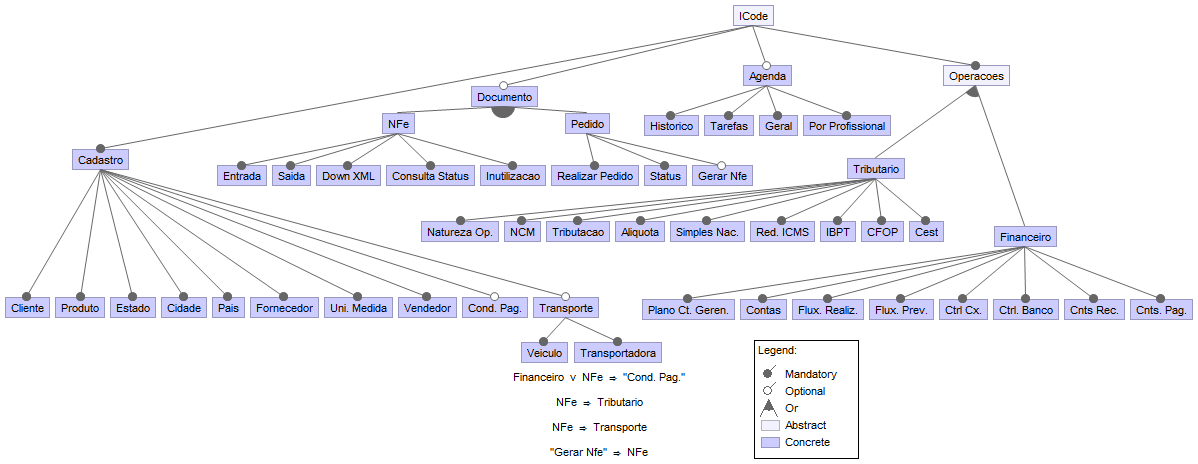 ICode
Agenda
Operacoes
Documento
NFe
Pedido
Historico
Tarefas
Geral
Por Profissional
Cadastro
Entrada
Saida
Down XML
Consulta Status
Inutilizacao
Realizar Pedido
Status
Gerar Nfe
Tributario
Natureza Op.
NCM
Tributacao
Aliquota
Simples Nac.
Red. ICMS
IBPT
CFOP
Cest
Financeiro
Cliente
Produto
Estado
Cidade
Pais
Fornecedor
Uni. Medida
Vendedor
Cond. Pag.
Transporte
Plano Ct. Geren.
Contas
Flux. Realiz.
Flux. Prev.
Ctrl Cx.
Ctrl. Banco
Cnts Rec.
Cnts. Pag.
Veiculo
Transportadora
Legend:
Mandatory
Optional
Or
Abstract
Concrete
Financeiro ∨ NFe ⇒ "Cond. Pag."
NFe ⇒ Tributario
NFe ⇒ Transporte
"Gerar Nfe" ⇒ NFe